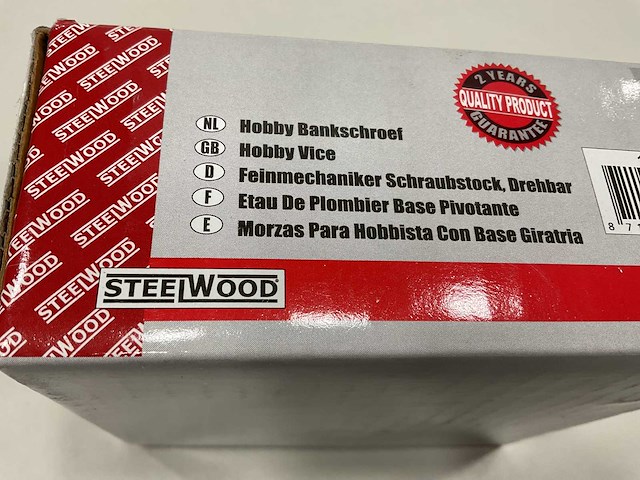 2 YEARS
QUALITY PRODUCT
GUARANTEE
NL Hobby Bankschroef
GB Hobby Vice
D Feinmechaniker Schraubstock, Drehbar
F Etau De Plombier Base Pivotante
E Morzas Para Hobbista Con Base Giratria
STEELWOOD